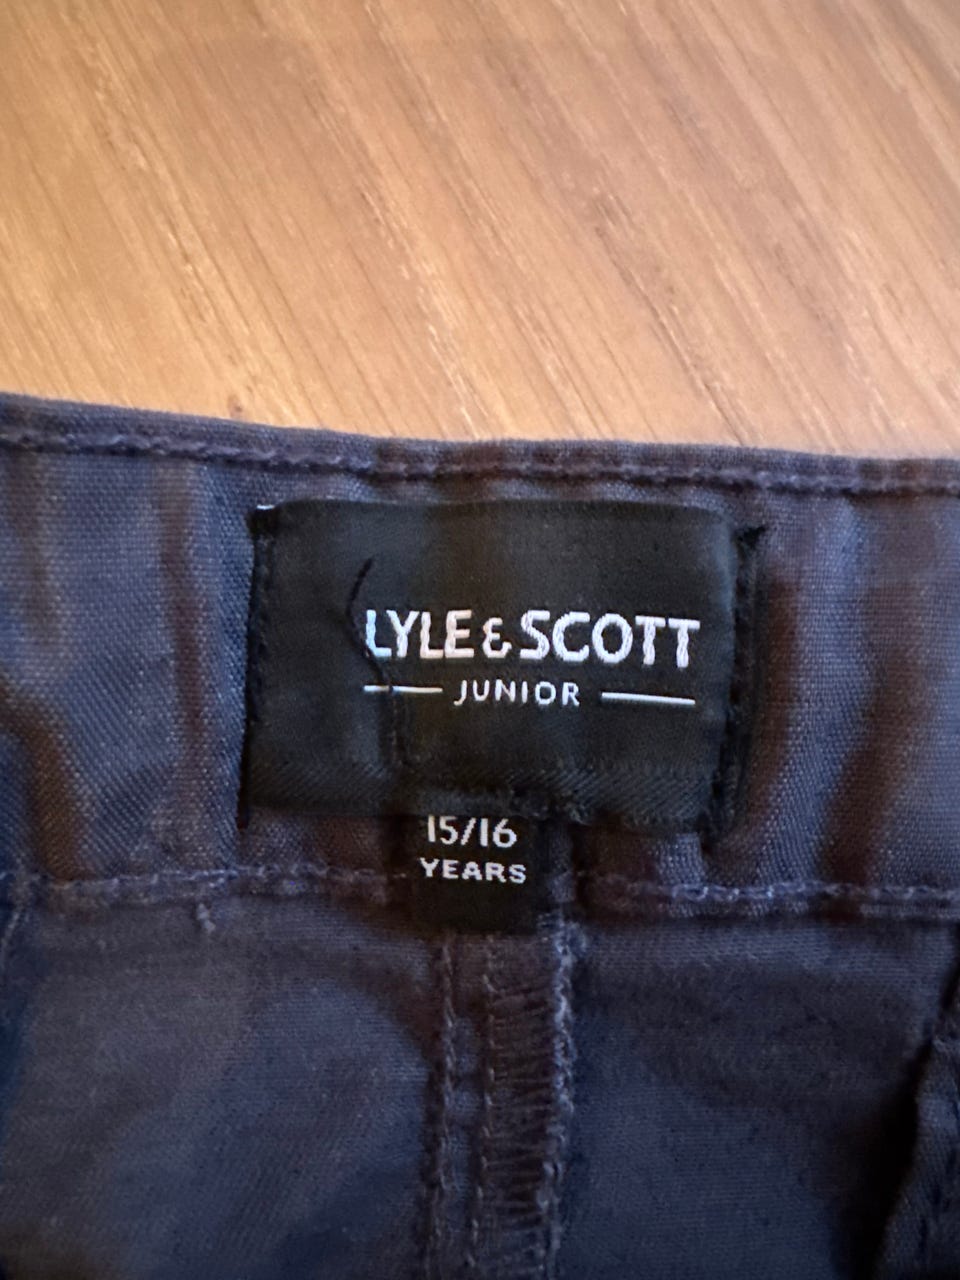 LYLE & SCOTT
JUNIOR
15/16
YEARS